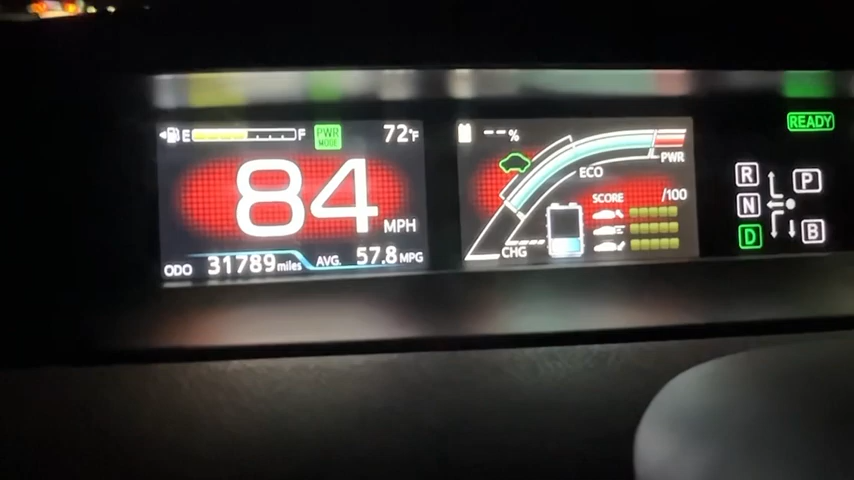 E F PWR MODE 72°F
84 MPH
ODO 31789 miles AVG. 57.8 MPG
--%
PWR
ECO
SCORE /100
CHG
READY
R P
N
D B